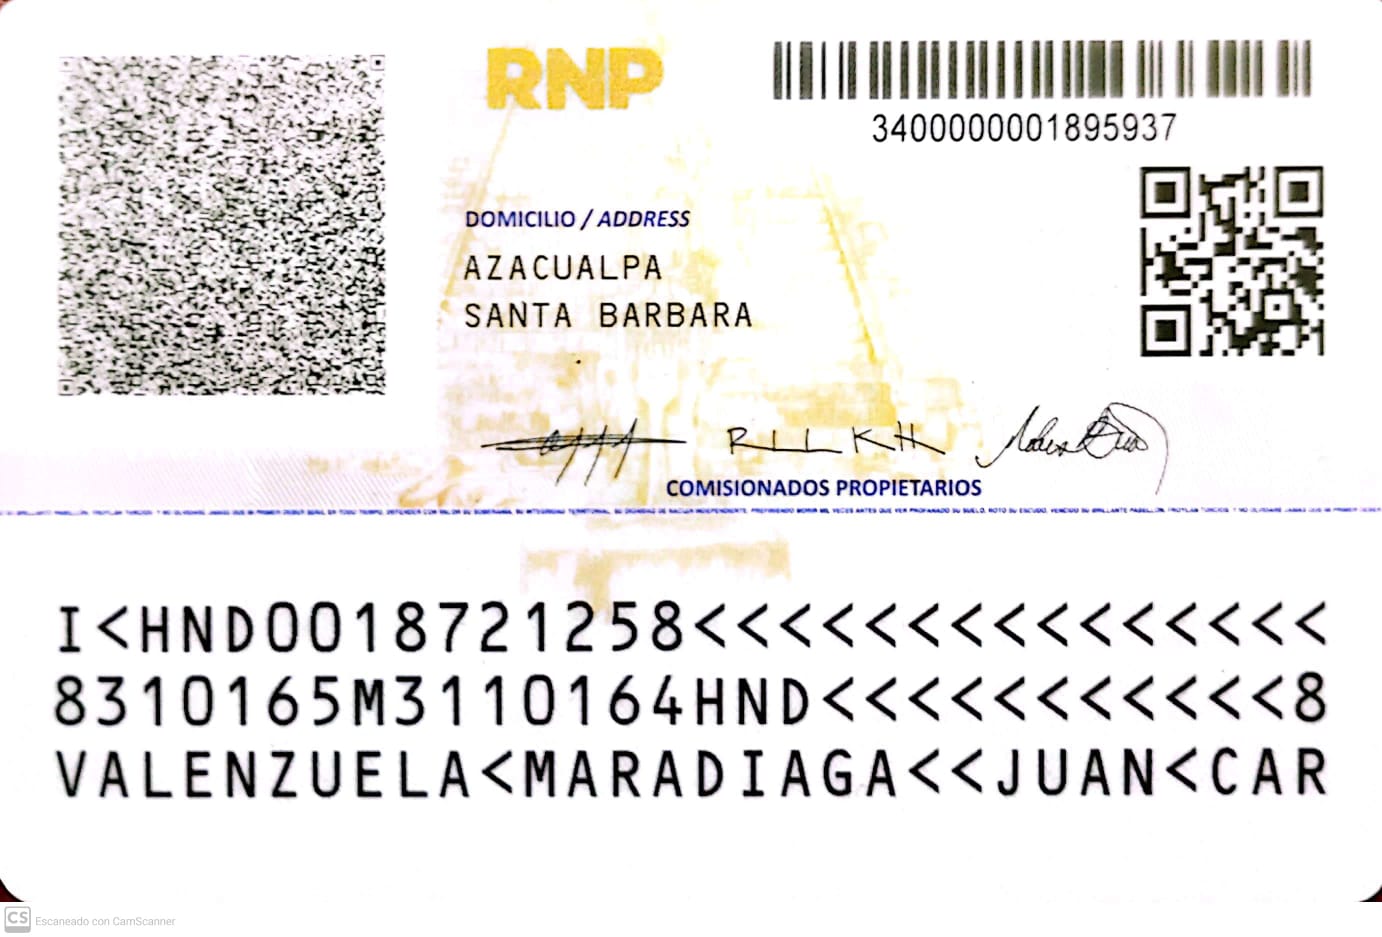 RNP
3400000001895937
DOMICILIO / ADDRESS
AZACUALPA
SANTA BARBARA
COMISIONADOS PROPIETARIOS
I<HND0018721258<<<<<<<<<<<<<<<
8310165M3110164HND<<<<<<<<<<<8
VALENZUELA<MARADIAGA<<JUAN<CAR
CS Escaneado con CamScanner